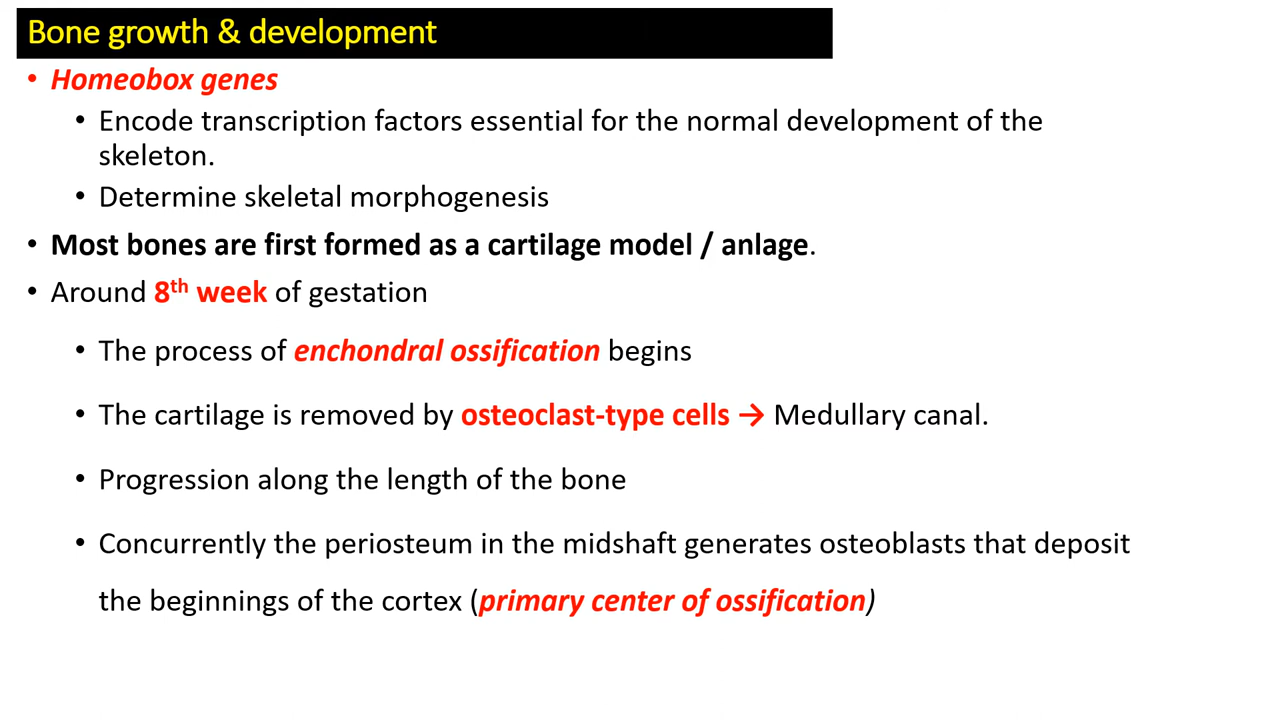 Bone growth & development
• Homeobox genes
• Encode transcription factors essential for the normal development of the
skeleton.
• Determine skeletal morphogenesis
• Most bones are first formed as a cartilage model / anlage.
• Around 8th week of gestation
• The process of enchondral ossification begins
• The cartilage is removed by osteoclast-type cells → Medullary canal.
• Progression along the length of the bone
• Concurrently the periosteum in the midshaft generates osteoblasts that deposit
the beginnings of the cortex (primary center of ossification)